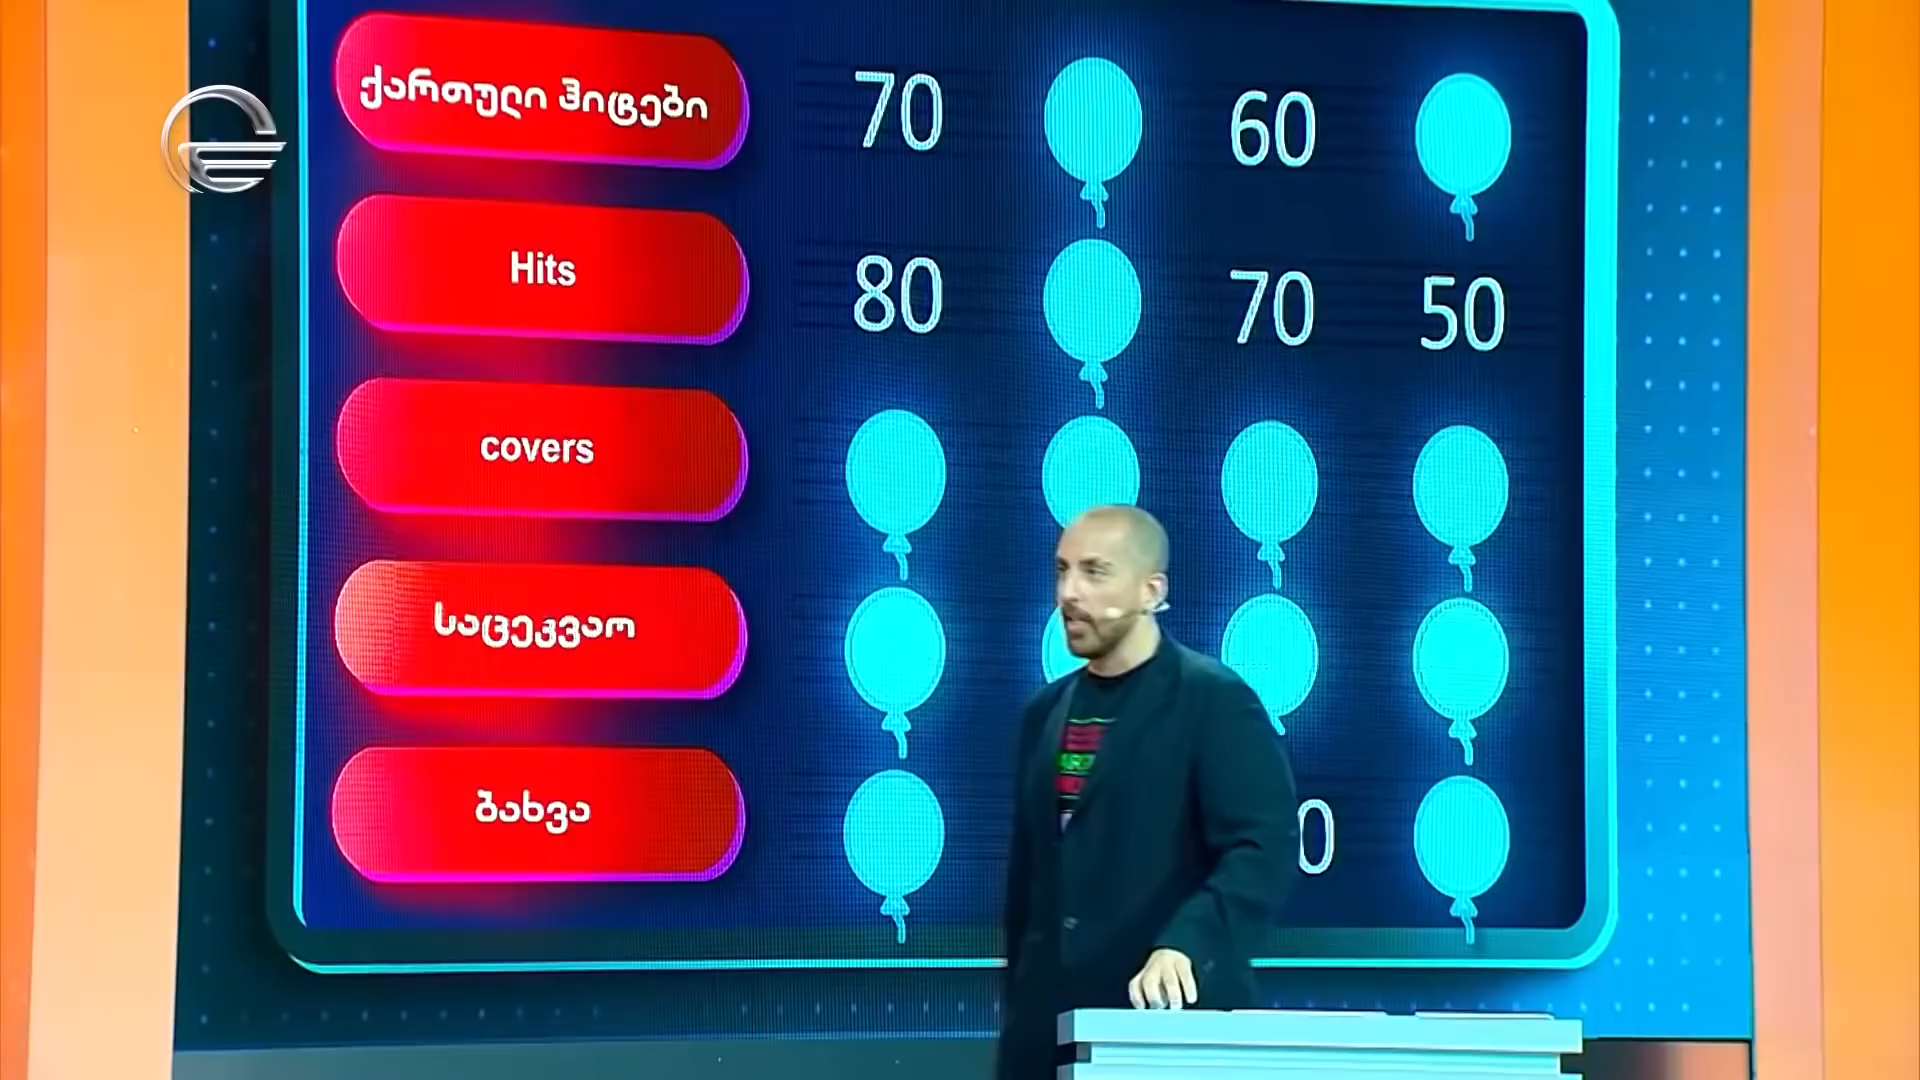 ქართული ჰიტები 70 60
Hits 80 70 50
covers
საცეკვაო
ბახვა